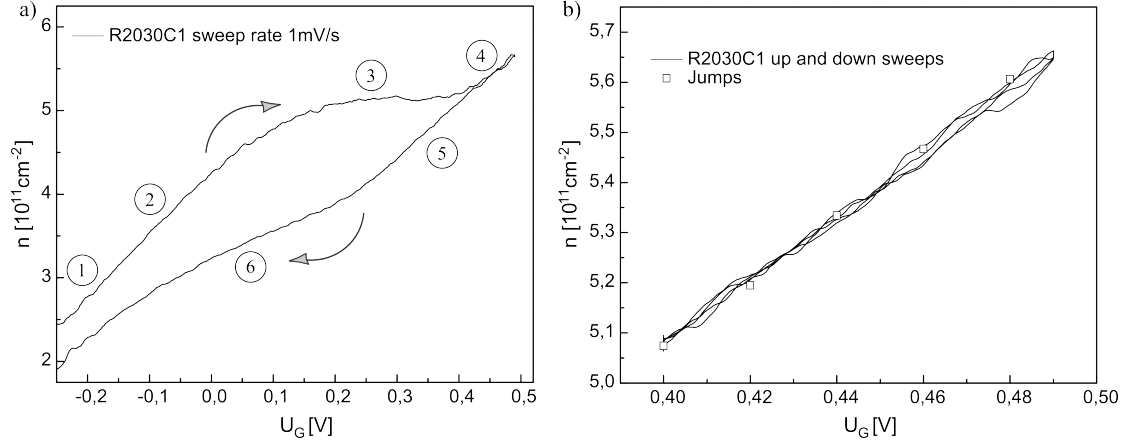 a)
6
5
4
3
2
n [10¹¹cm⁻²]
R2030C1 sweep rate 1mV/s
1
2
3
4
5
6
-0,2 -0,1 0,0 0,1 0,2 0,3 0,4 0,5
U_G [V]
b)
5,7
5,6
5,5
5,4
5,3
5,2
5,1
5,0
n [10¹¹cm⁻²]
R2030C1 up and down sweeps
Jumps
0,40 0,42 0,44 0,46 0,48 0,50
U_G [V]